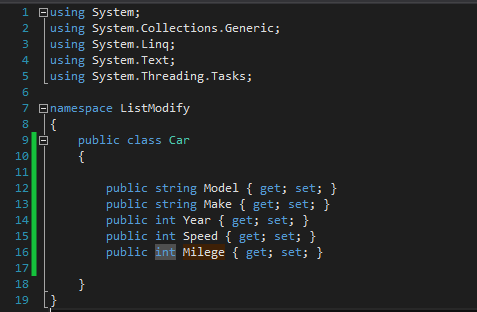 1 using System;
2 using System.Collections.Generic;
3 using System.Linq;
4 using System.Text;
5 using System.Threading.Tasks;
6
7 namespace ListModify
8 {
9 public class Car
10 {
11
12 public string Model { get; set; }
13 public string Make { get; set; }
14 public int Year { get; set; }
15 public int Speed { get; set; }
16 public int Milege { get; set; }
17
18 }
19 }